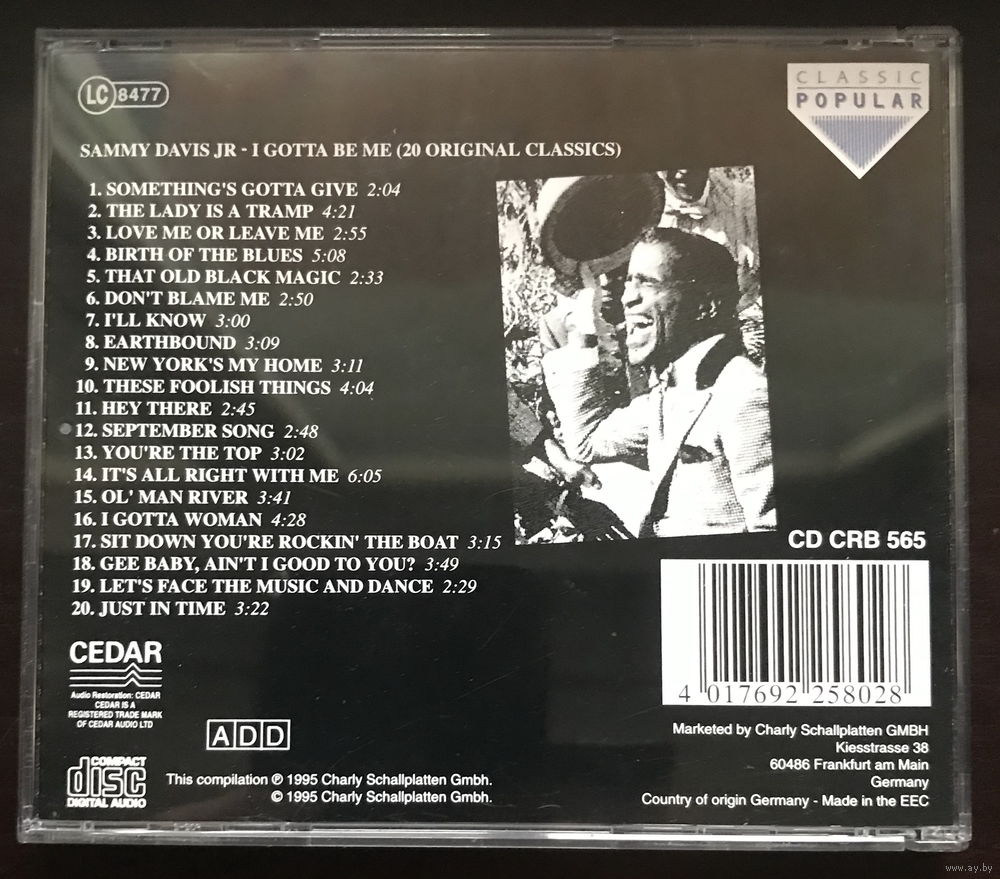 LC 8477
CLASSIC
POPULAR
SAMMY DAVIS JR - I GOTTA BE ME (20 ORIGINAL CLASSICS)
1. SOMETHING'S GOTTA GIVE 2:04
2. THE LADY IS A TRAMP 4:21
3. LOVE ME OR LEAVE ME 2:55
4. BIRTH OF THE BLUES 5:08
5. THAT OLD BLACK MAGIC 2:33
6. DON'T BLAME ME 2:50
7. I'LL KNOW 3:00
8. EARTHBOUND 3:09
9. NEW YORK'S MY HOME 3:11
10. THESE FOOLISH THINGS 4:04
11. HEY THERE 2:45
12. SEPTEMBER SONG 2:48
13. YOU'RE THE TOP 3:02
14. IT'S ALL RIGHT WITH ME 6:05
15. OL' MAN RIVER 3:41
16. I GOTTA WOMAN 4:28
17. SIT DOWN YOU'RE ROCKIN' THE BOAT 3:15
18. GEE BABY, AIN'T I GOOD TO YOU? 3:49
19. LET'S FACE THE MUSIC AND DANCE 2:29
20. JUST IN TIME 3:22
CD CRB 565
4 017692 258028
CEDAR
Audio Restoration: CEDAR
CEDAR IS A
REGISTERED TRADE MARK
OF CEDAR AUDIO LTD
ADD
COMPACT
disc
DIGITAL AUDIO
This compilation ℗ 1995 Charly Schallplatten Gmbh.
© 1995 Charly Schallplatten Gmbh.
Marketed by Charly Schallplatten GMBH
Kiesstrasse 38
60486 Frankfurt am Main
Germany
Country of origin Germany - Made in the EEC
www.ay.by